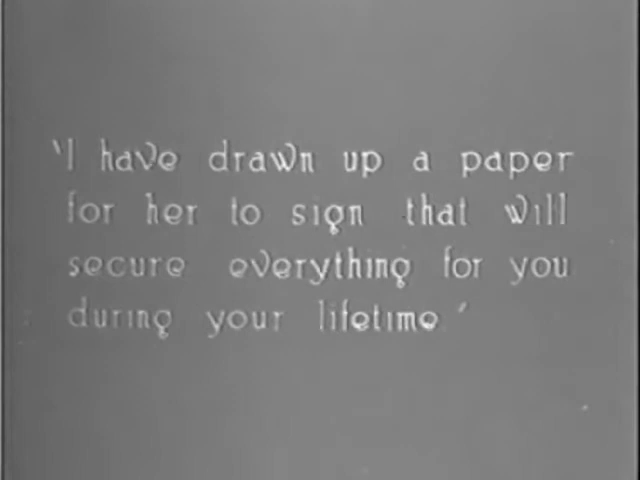 'I have drawn up a paper
for her to sign that will
secure everything for you
during your lifetime'